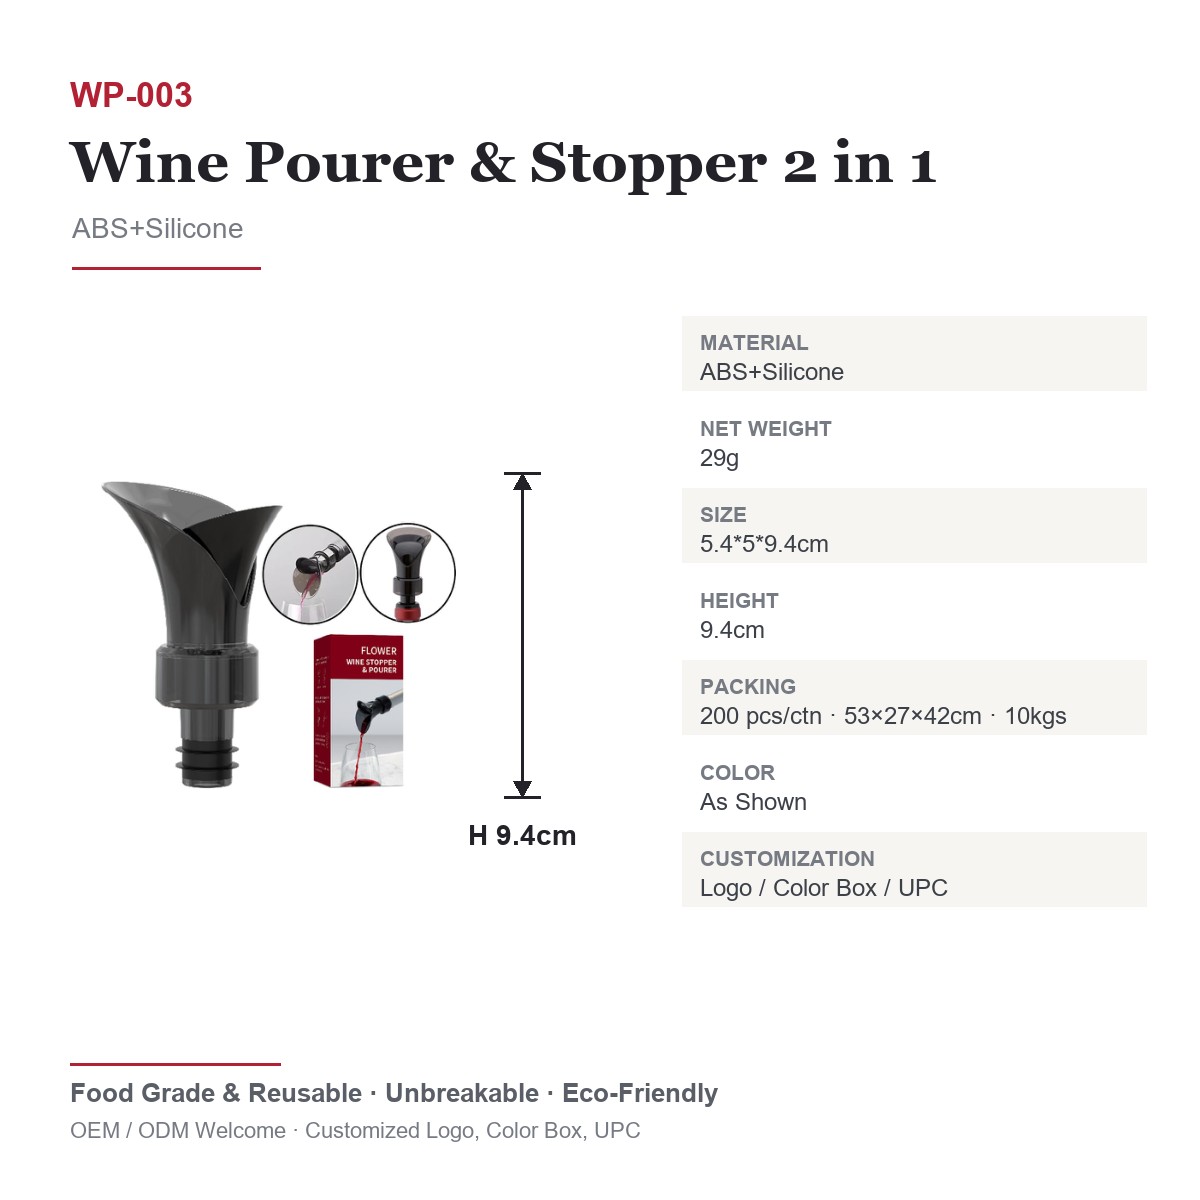 WP-003
Wine Pourer & Stopper 2 in 1
ABS+Silicone
MATERIAL
ABS+Silicone
NET WEIGHT
29g
SIZE
5.4*5*9.4cm
HEIGHT
9.4cm
PACKING
200 pcs/ctn · 53×27×42cm · 10kgs
COLOR
As Shown
CUSTOMIZATION
Logo / Color Box / UPC
FLOWER
WINE STOPPER
& POURER
H 9.4cm
Food Grade & Reusable · Unbreakable · Eco-Friendly
OEM / ODM Welcome · Customized Logo, Color Box, UPC